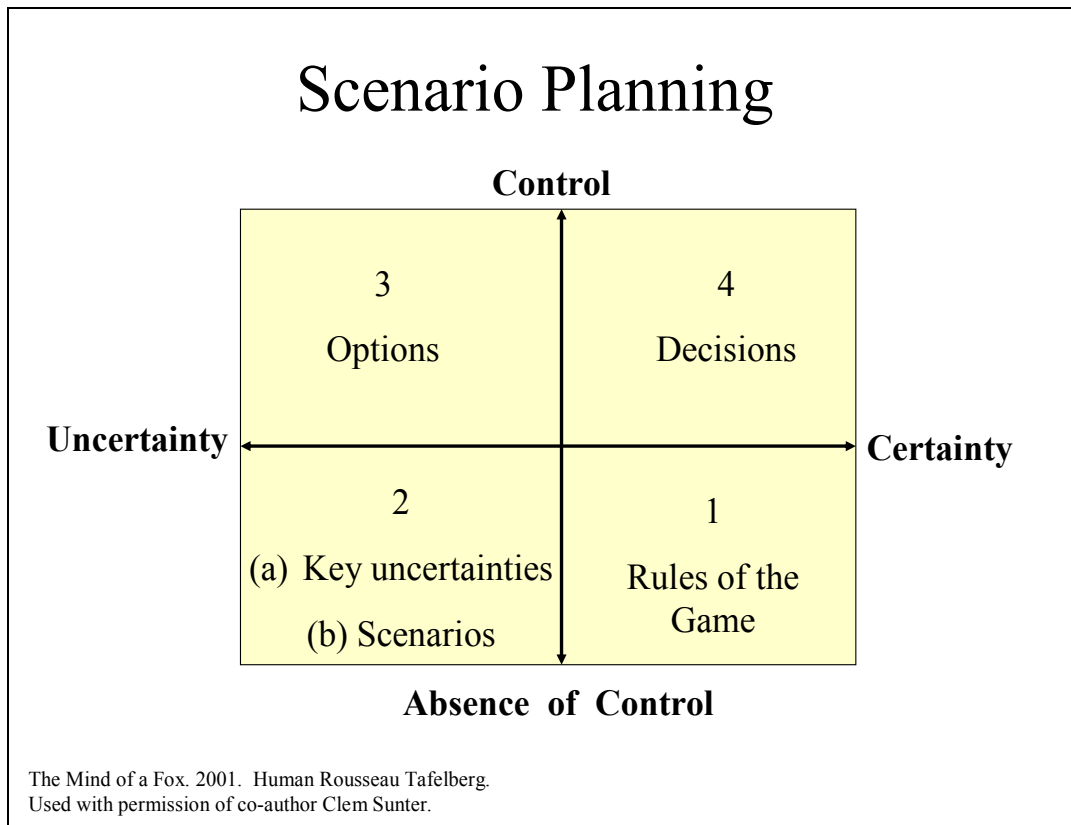 Scenario Planning
Control
3
Options
4
Decisions
Uncertainty
Certainty
2
(a) Key uncertainties
(b) Scenarios
1
Rules of the
Game
Absence of Control
The Mind of a Fox. 2001. Human Rousseau Tafelberg.
Used with permission of co-author Clem Sunter.